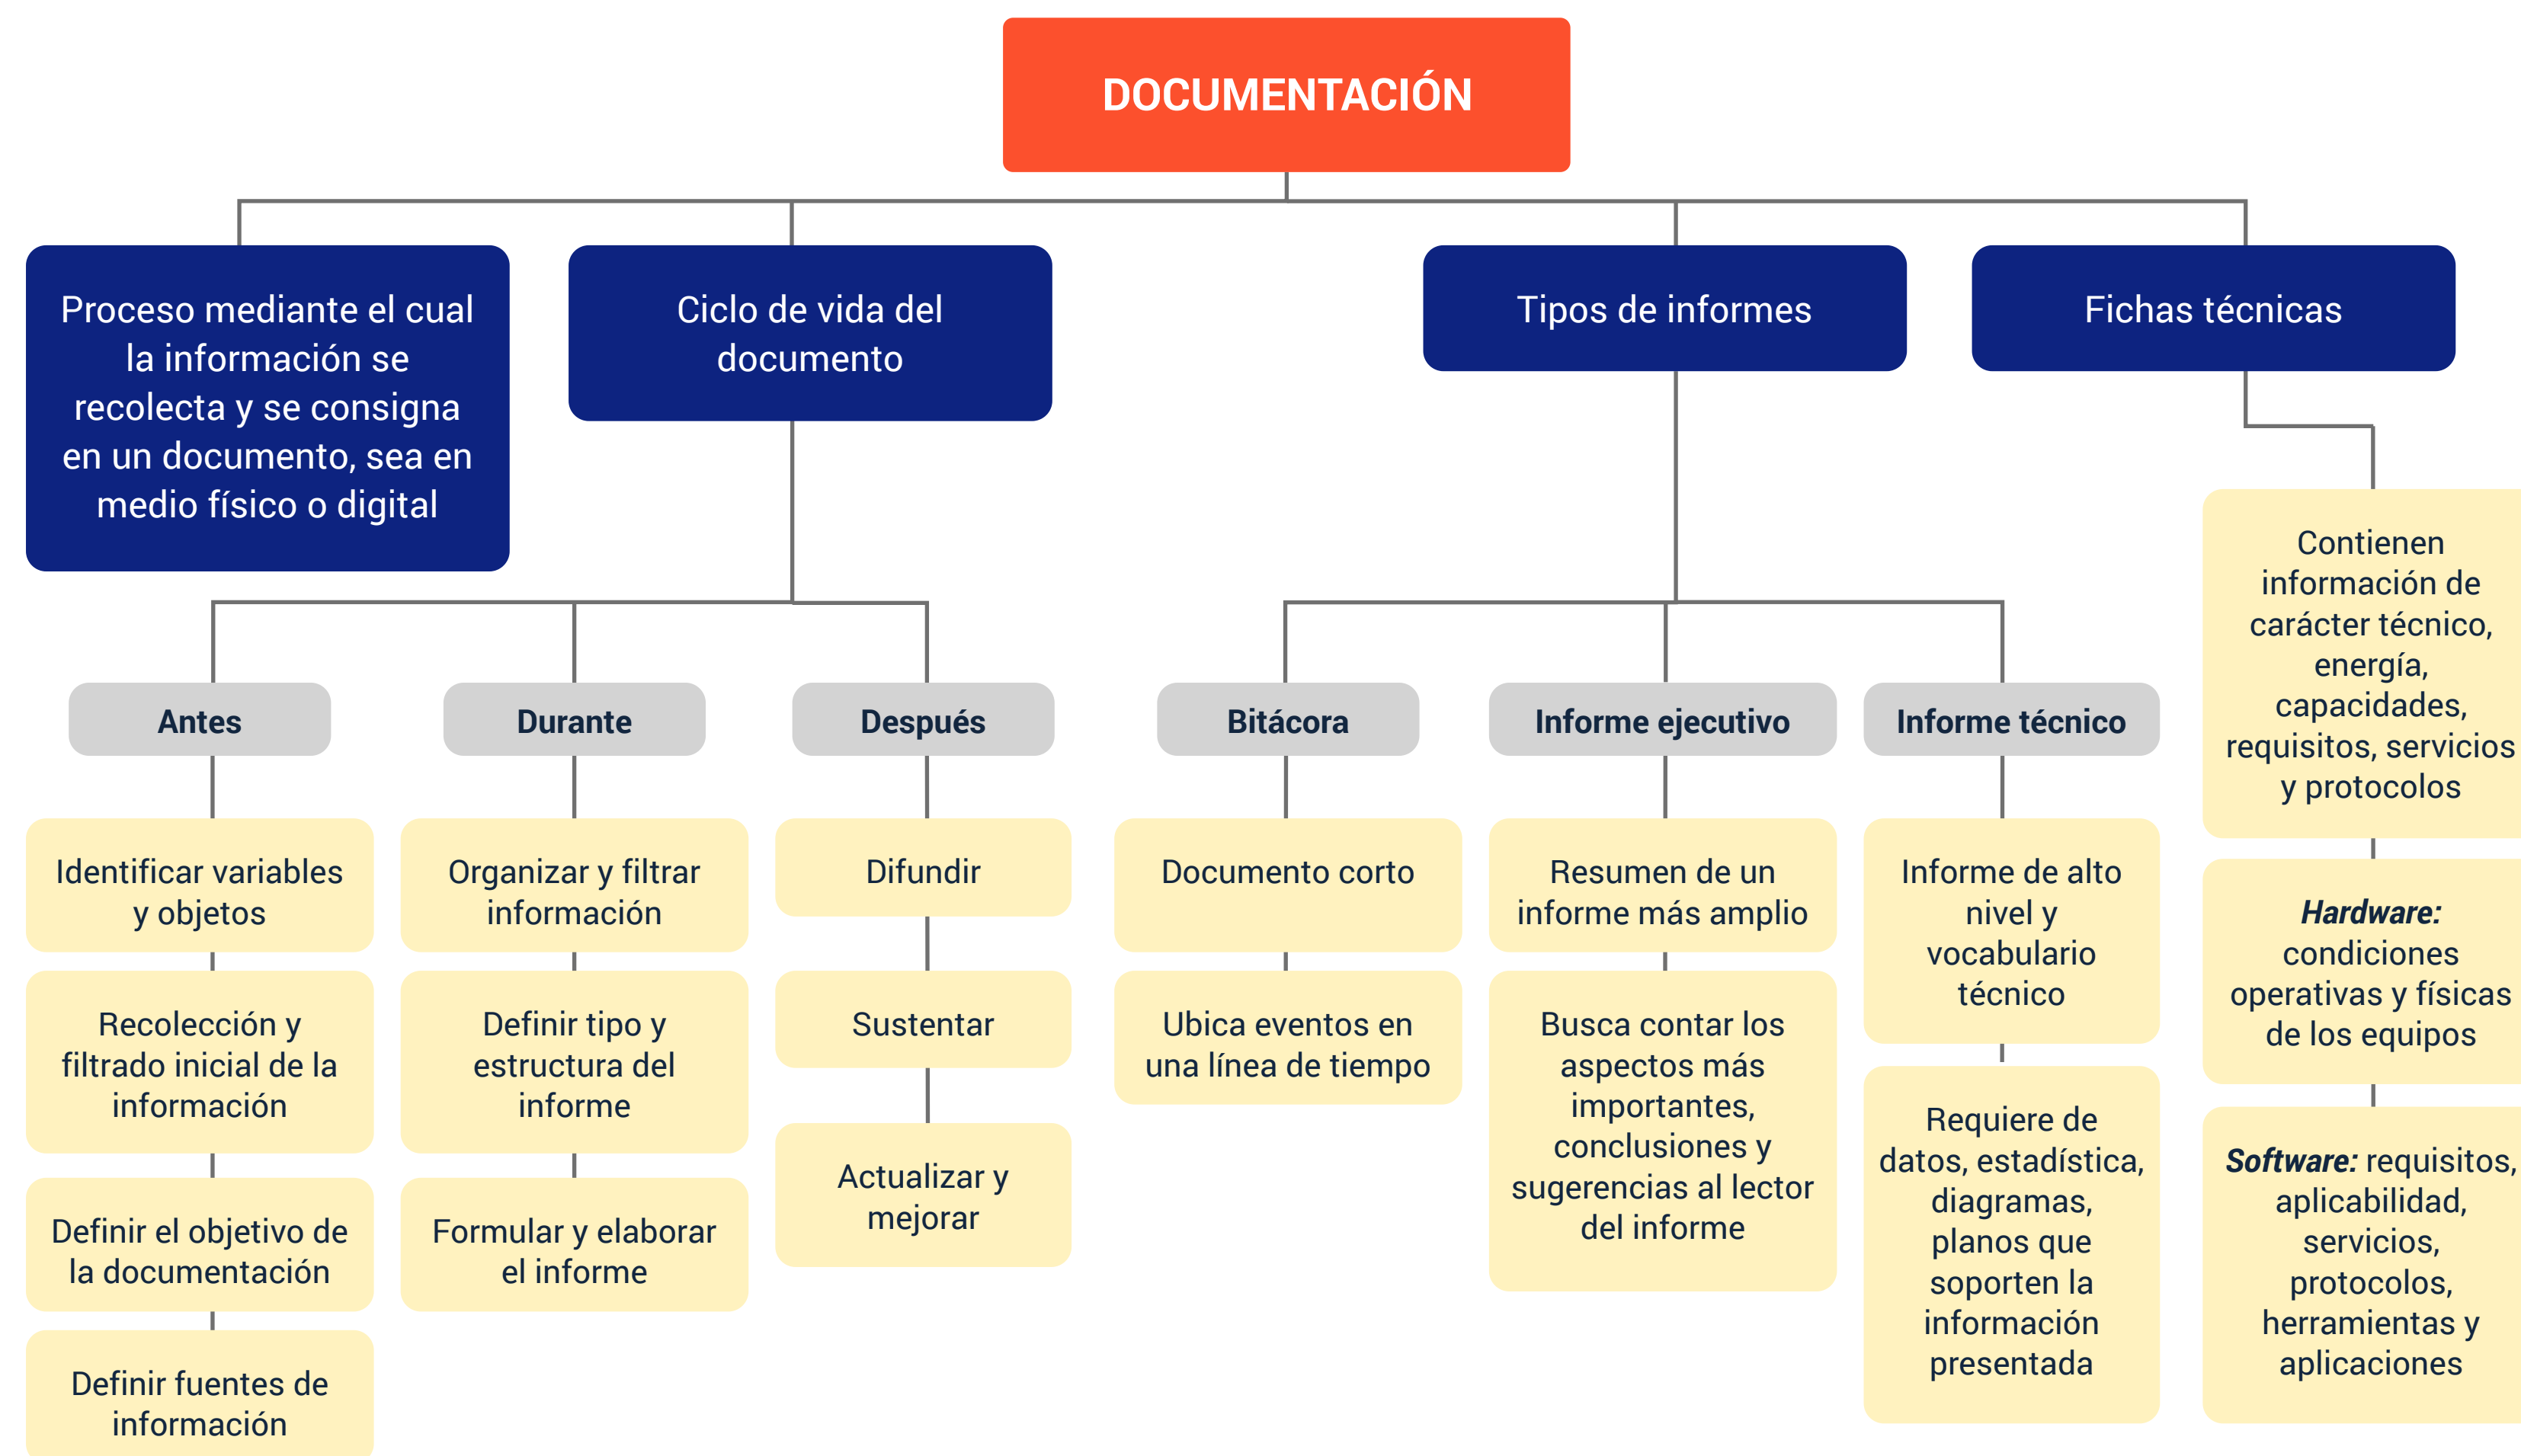 DOCUMENTACIÓN
Proceso mediante el cual
la información se
recolecta y se consigna
en un documento, sea en
medio físico o digital
Ciclo de vida del
documento
Tipos de informes
Fichas técnicas
Antes
Identificar variables
y objetos
Recolección y
filtrado inicial de la
información
Definir el objetivo de
la documentación
Definir fuentes de
información
Durante
Organizar y filtrar
información
Definir tipo y
estructura del
informe
Formular y elaborar
el informe
Después
Difundir
Sustentar
Actualizar y
mejorar
Bitácora
Documento corto
Ubica eventos en
una línea de tiempo
Informe ejecutivo
Resumen de un
informe más amplio
Busca contar los
aspectos más
importantes,
conclusiones y
sugerencias al lector
del informe
Informe técnico
Informe de alto
nivel y
vocabulario
técnico
Requiere de
datos, estadística,
diagramas,
planos que
soporten la
información
presentada
Contienen
información de
carácter técnico,
energía,
capacidades,
requisitos, servicios
y protocolos
Hardware:
condiciones
operativas y físicas
de los equipos
Software: requisitos,
aplicabilidad,
servicios,
protocolos,
herramientas y
aplicaciones